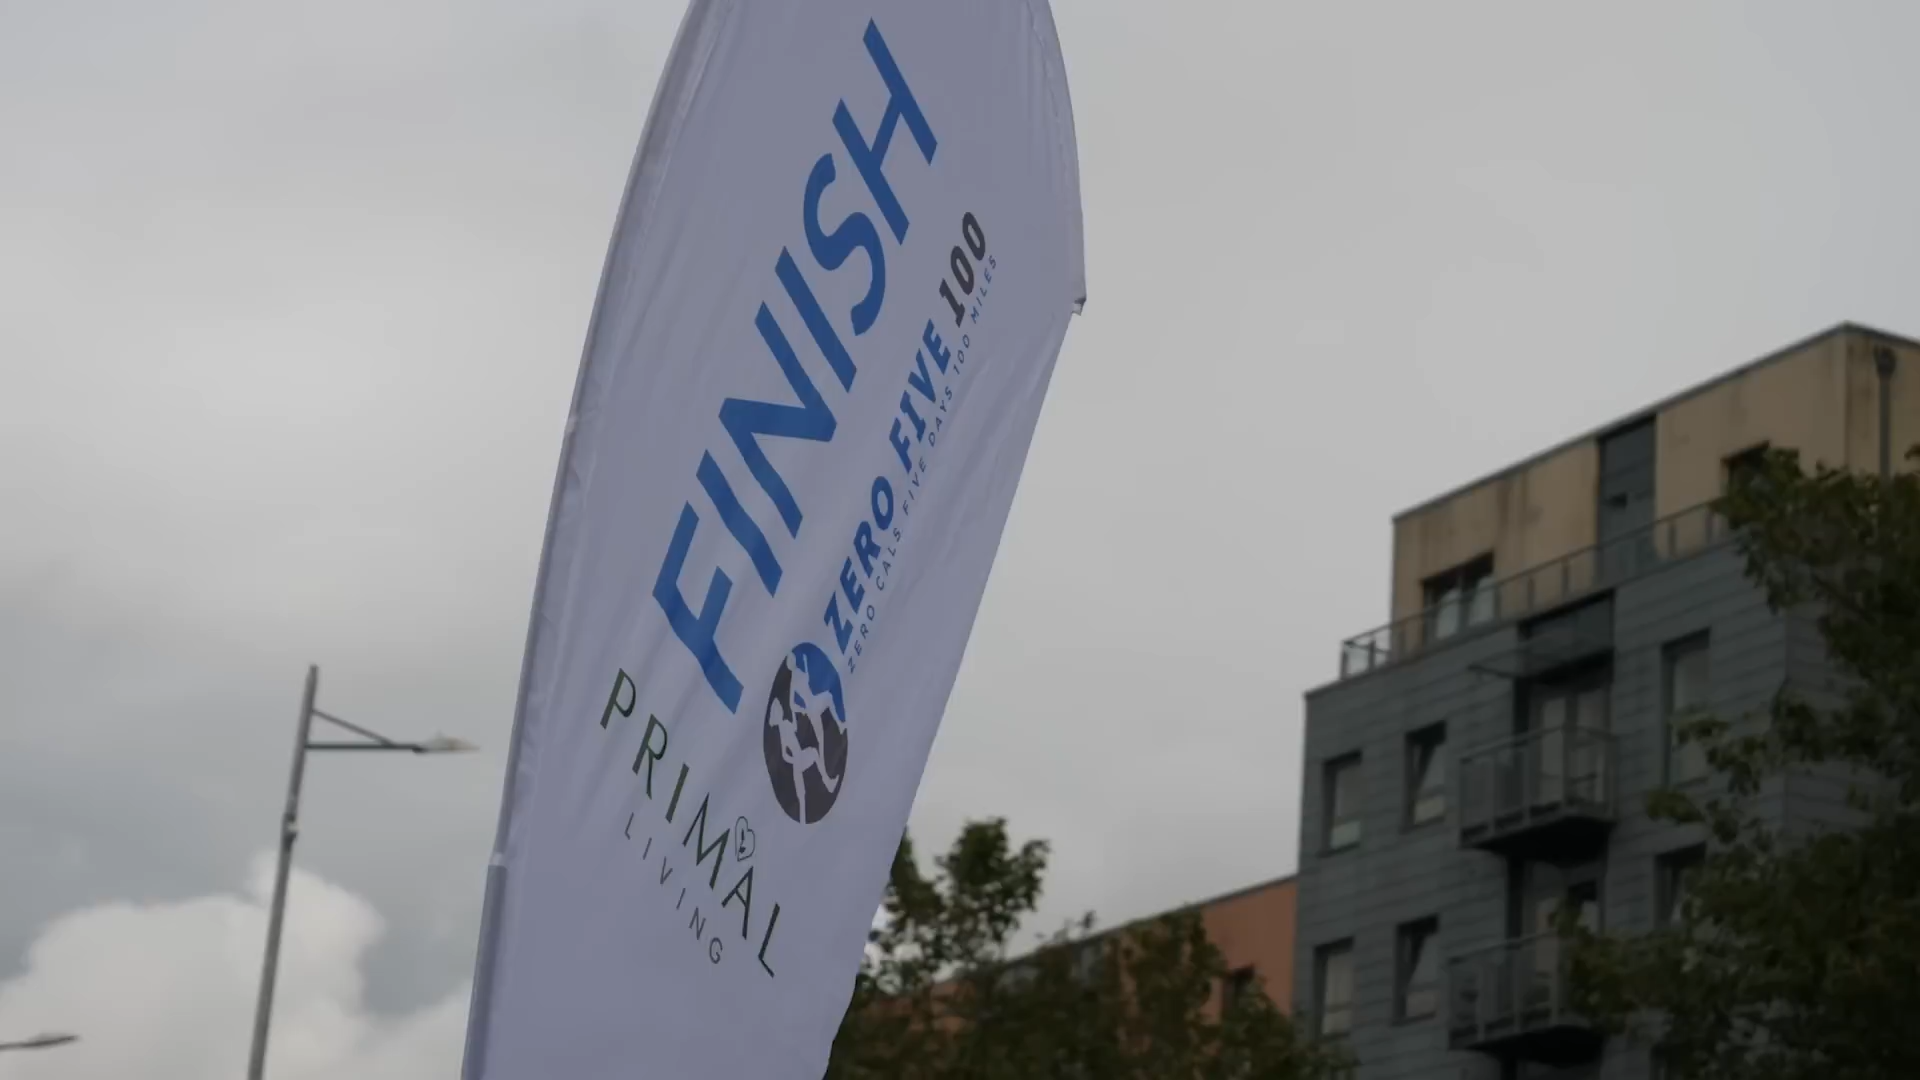 FINISH
ZERO FIVE 100
ZERO CALS FIVE DAYS 100 MILES
PRIMAL
LIVING